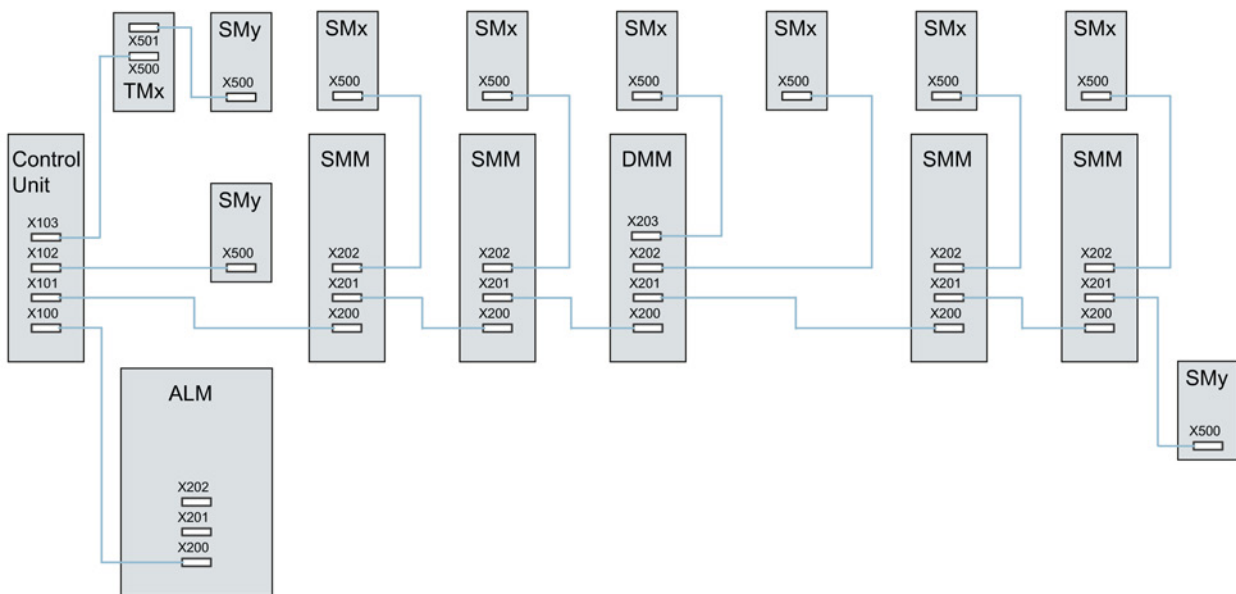 X501
X500
TMx
SMy
X500
SMx
X500
SMx
X500
SMx
X500
SMx
X500
SMx
X500
SMx
X500
Control
Unit
X103
X102
X101
X100
SMy
X500
SMM
X202
X201
X200
SMM
X202
X201
X200
DMM
X203
X202
X201
X200
SMM
X202
X201
X200
SMM
X202
X201
X200
SMy
X500
ALM
X202
X201
X200